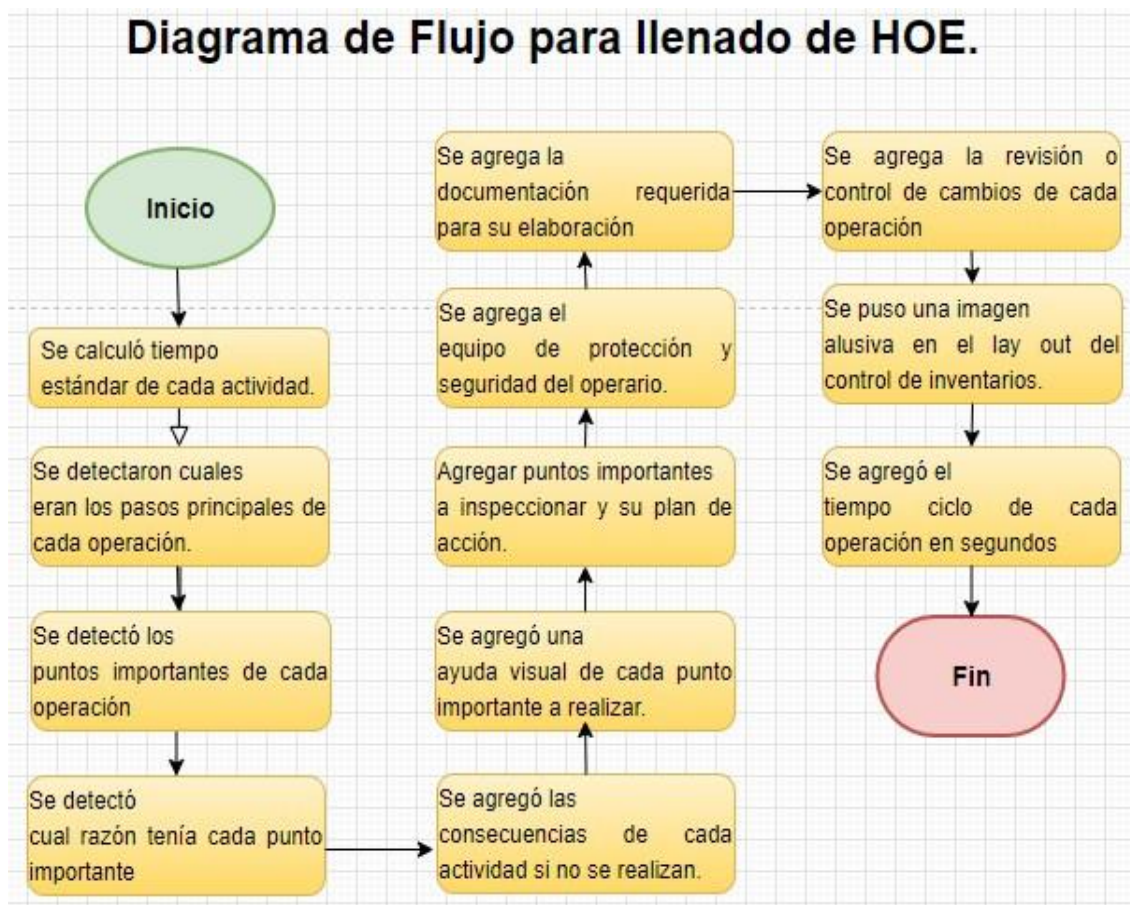 Diagrama de Flujo para llenado de HOE.
Inicio
Se calculó tiempo
estándar de cada actividad.
Se detectaron cuales
eran los pasos principales de
cada operación.
Se detectó los
puntos importantes de cada
operación
Se detectó
cual razón tenía cada punto
importante
Se agregó las
consecuencias de cada
actividad si no se realizan.
Se agregó una
ayuda visual de cada punto
importante a realizar.
Agregar puntos importantes
a inspeccionar y su plan de
acción.
Se agrega el
equipo de protección y
seguridad del operario.
Se agrega la
documentación requerida
para su elaboración
Se agrega la revisión o
control de cambios de cada
operación
Se puso una imagen
alusiva en el lay out del
control de inventarios.
Se agregó el
tiempo ciclo de cada
operación en segundos
Fin